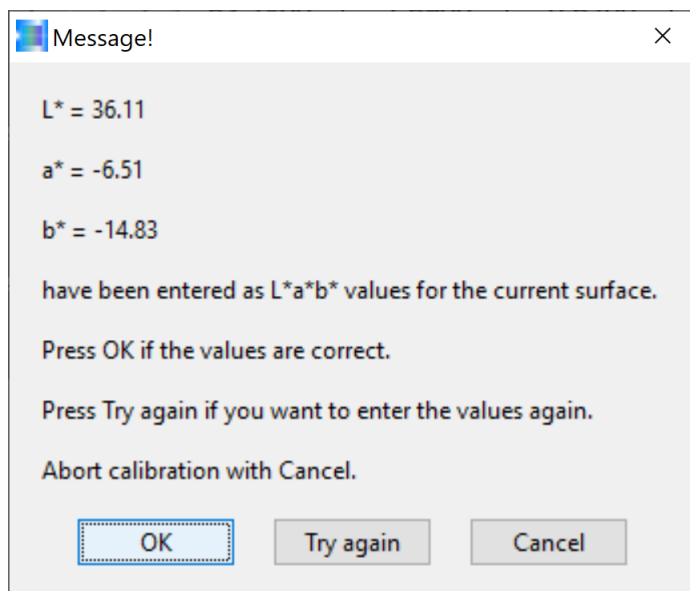 Message!
L* = 36.11
a* = -6.51
b* = -14.83
have been entered as L*a*b* values for the current surface.
Press OK if the values are correct.
Press Try again if you want to enter the values again.
Abort calibration with Cancel.
OK Try again Cancel